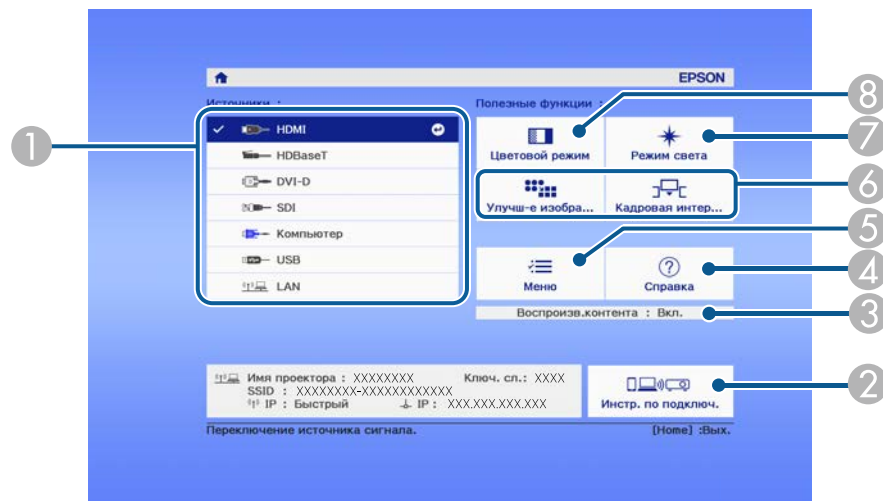 EPSON
Источники :
Полезные функции :
HDMI
HDBaseT
DVI-D
SDI
Компьютер
USB
LAN
Цветовой режим
Режим света
Улучш-е изобра...
Кадровая интер...
Меню
Справка
Воспроизв.контента : Вкл.
Имя проектора : XXXXXXXX Ключ. сл.: XXXX
SSID : XXXXXXXX-XXXXXXXXXXXX
IP : Быстрый IP : XXX.XXX.XXX.XXX
Инстр. по подключ.
Переключение источника сигнала.
[Home] :Вых.
1
8
7
6
5
4
3
2